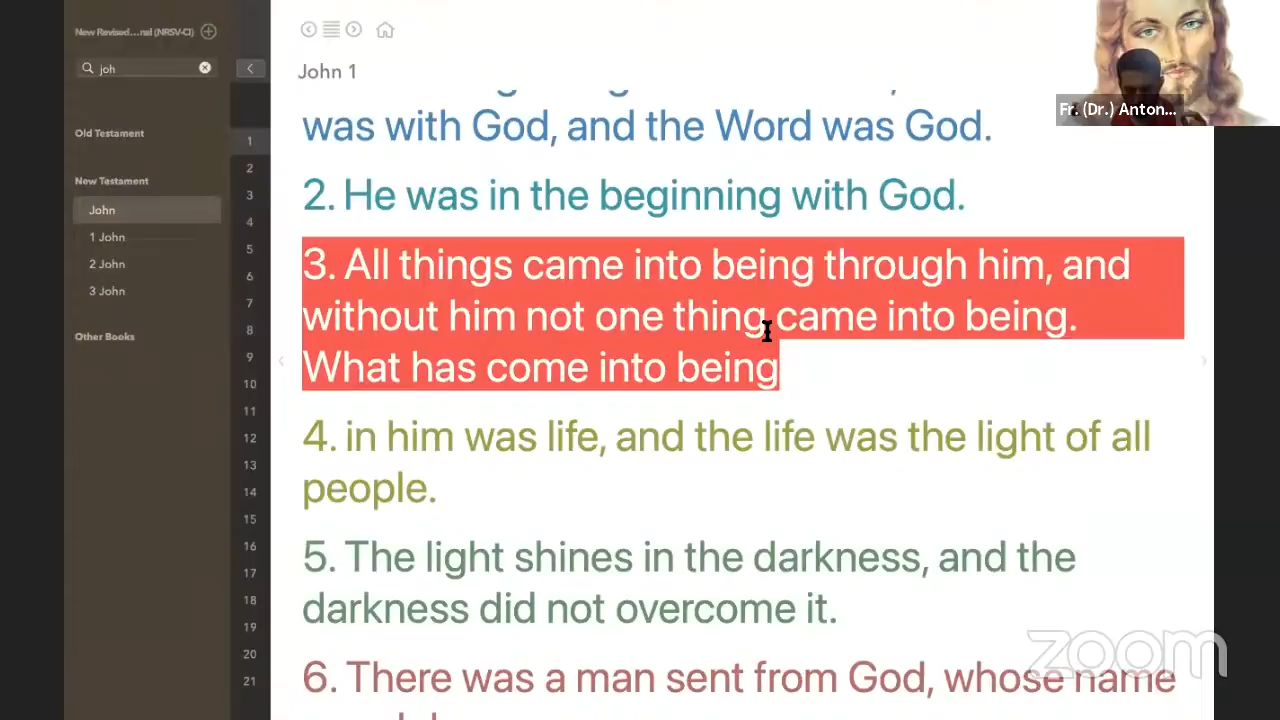 New Revised....nal (NRSV-CI)
joh
Old Testament
New Testament
John
1 John
2 John
3 John
Other Books
1
2
3
4
5
6
7
8
9
10
11
12
13
14
15
16
17
18
19
20
21
John 1
was with God, and the Word was God.
2. He was in the beginning with God.
3. All things came into being through him, and
without him not one thing came into being.
What has come into being
4. in him was life, and the life was the light of all
people.
5. The light shines in the darkness, and the
darkness did not overcome it.
6. There was a man sent from God, whose name
Fr. (Dr.) Anton...
zoom